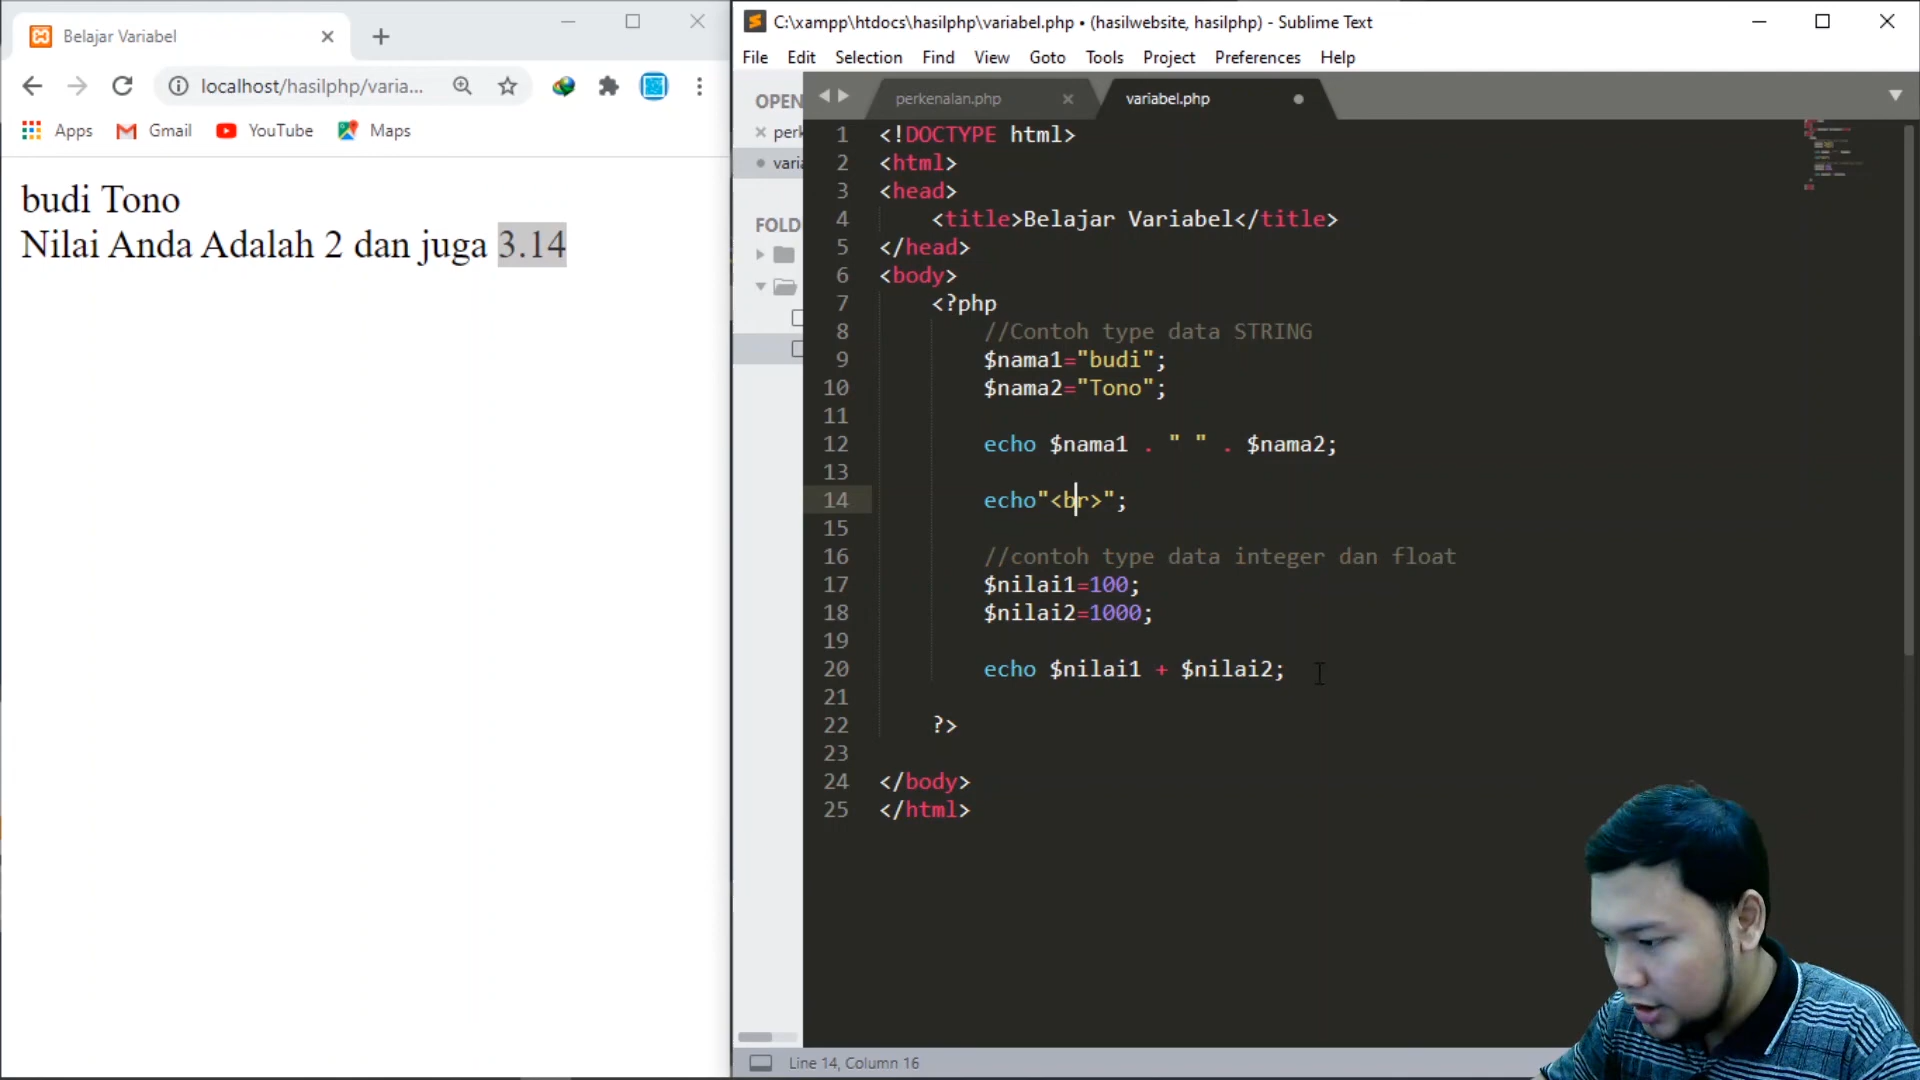 Belajar Variabel
localhost/hasilphp/varia...
Apps
Gmail
YouTube
Maps
budi Tono
Nilai Anda Adalah 2 dan juga 3.14
C:\xampp\htdocs\hasilphp\variabel.php • (hasilwebsite, hasilphp) - Sublime Text
File Edit Selection Find View Goto Tools Project Preferences Help
OPEN
perk
varia
FOLD
perkenalan.php
variabel.php
1 <!DOCTYPE html>
2 <html>
3 <head>
4 <title>Belajar Variabel</title>
5 </head>
6 <body>
7 <?php
8 //Contoh type data STRING
9 $nama1="budi";
10 $nama2="Tono";
11
12 echo $nama1 . " " . $nama2;
13
14 echo"<br>";
15
16 //contoh type data integer dan float
17 $nilai1=100;
18 $nilai2=1000;
19
20 echo $nilai1 + $nilai2;
21
22 ?>
23
24 </body>
25 </html>
Line 14, Column 16